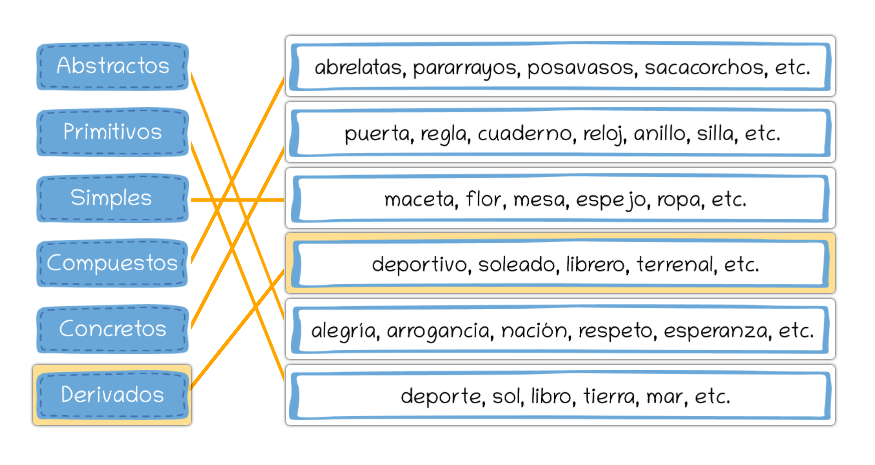 Abstractos
abrelatas, pararrayos, posavasos, sacacorchos, etc.
Primitivos
puerta, regla, cuaderno, reloj, anillo, silla, etc.
Simples
maceta, flor, mesa, espejo, ropa, etc.
Compuestos
deportivo, soleado, librero, terrenal, etc.
Concretos
alegría, arrogancia, nación, respeto, esperanza, etc.
Derivados
deporte, sol, libro, tierra, mar, etc.